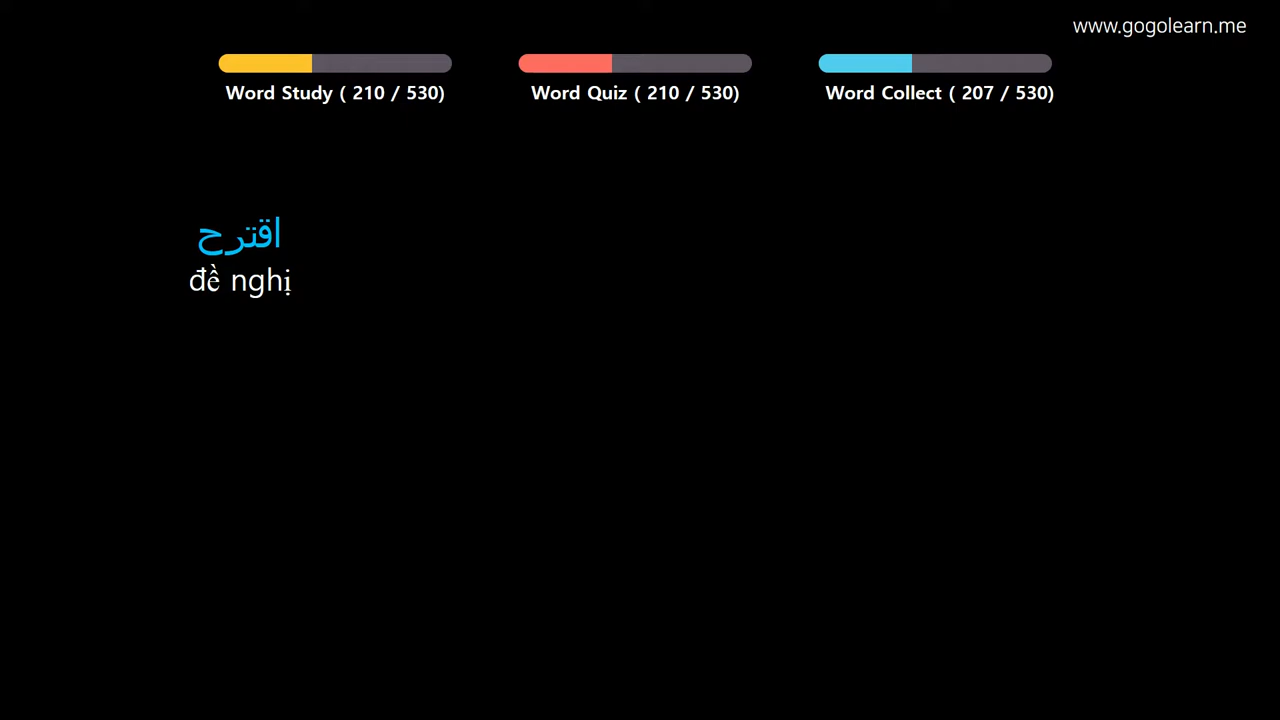 www.gogolearn.me
Word Study ( 210 / 530)
Word Quiz ( 210 / 530)
Word Collect ( 207 / 530)
اقترح
đề nghị